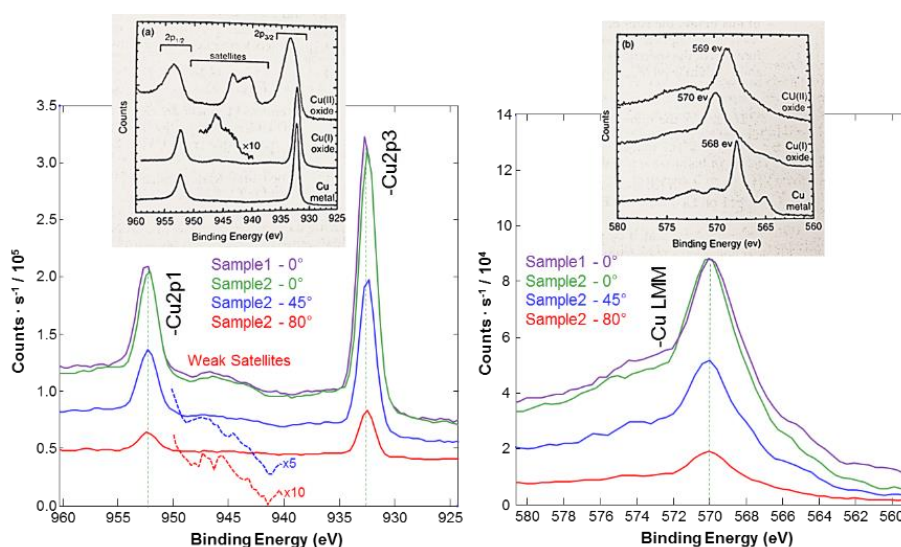 (a)
2p1/2
2p3/2
satellites
Counts
Cu(II)
oxide
x10
Cu(I)
oxide
Cu
metal
960 955 950 945 940 935 930 925
Binding Energy (ev)
3.5
3.0
2.5
2.0
1.5
1.0
0.5
0.0
Counts · s-1 / 10^5
-Cu2p3
-Cu2p1
Sample1 - 0°
Sample2 - 0°
Sample2 - 45°
Sample2 - 80°
Weak Satellites
x5
x10
960 955 950 945 940 935 930 925
Binding Energy (eV)
(b)
569 ev
570 ev
568 ev
Counts
CU(II)
oxide
Cu(I)
oxide
Cu
metal
580 575 570 565 560
Binding Energy (ev)
14
12
10
8
6
4
2
0
Counts · s-1 / 10^4
-Cu LMM
Sample1 - 0°
Sample2 - 0°
Sample2 - 45°
Sample2 - 80°
580 578 576 574 572 570 568 566 564 562 560
Binding Energy (eV)